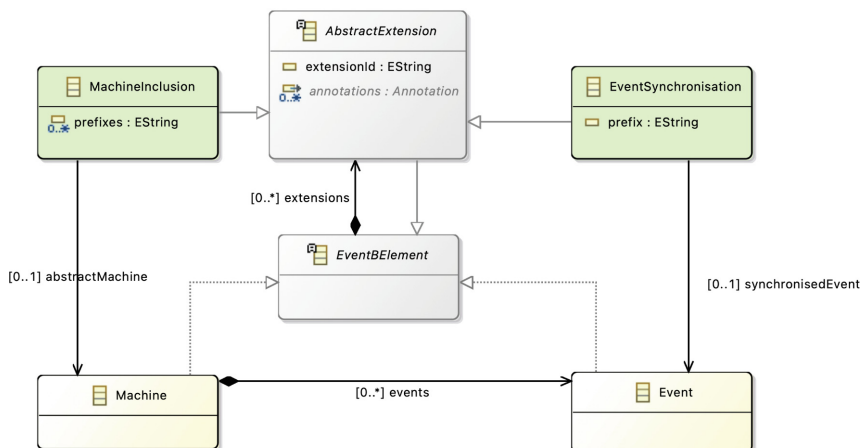 AbstractExtension
extensionId : EString
annotations : Annotation
0..*
MachineInclusion
prefixes : EString
0..*
EventSynchronisation
prefix : EString
[0..*] extensions
EventBElement
[0..1] abstractMachine
[0..1] synchronisedEvent
Machine
[0..*] events
Event